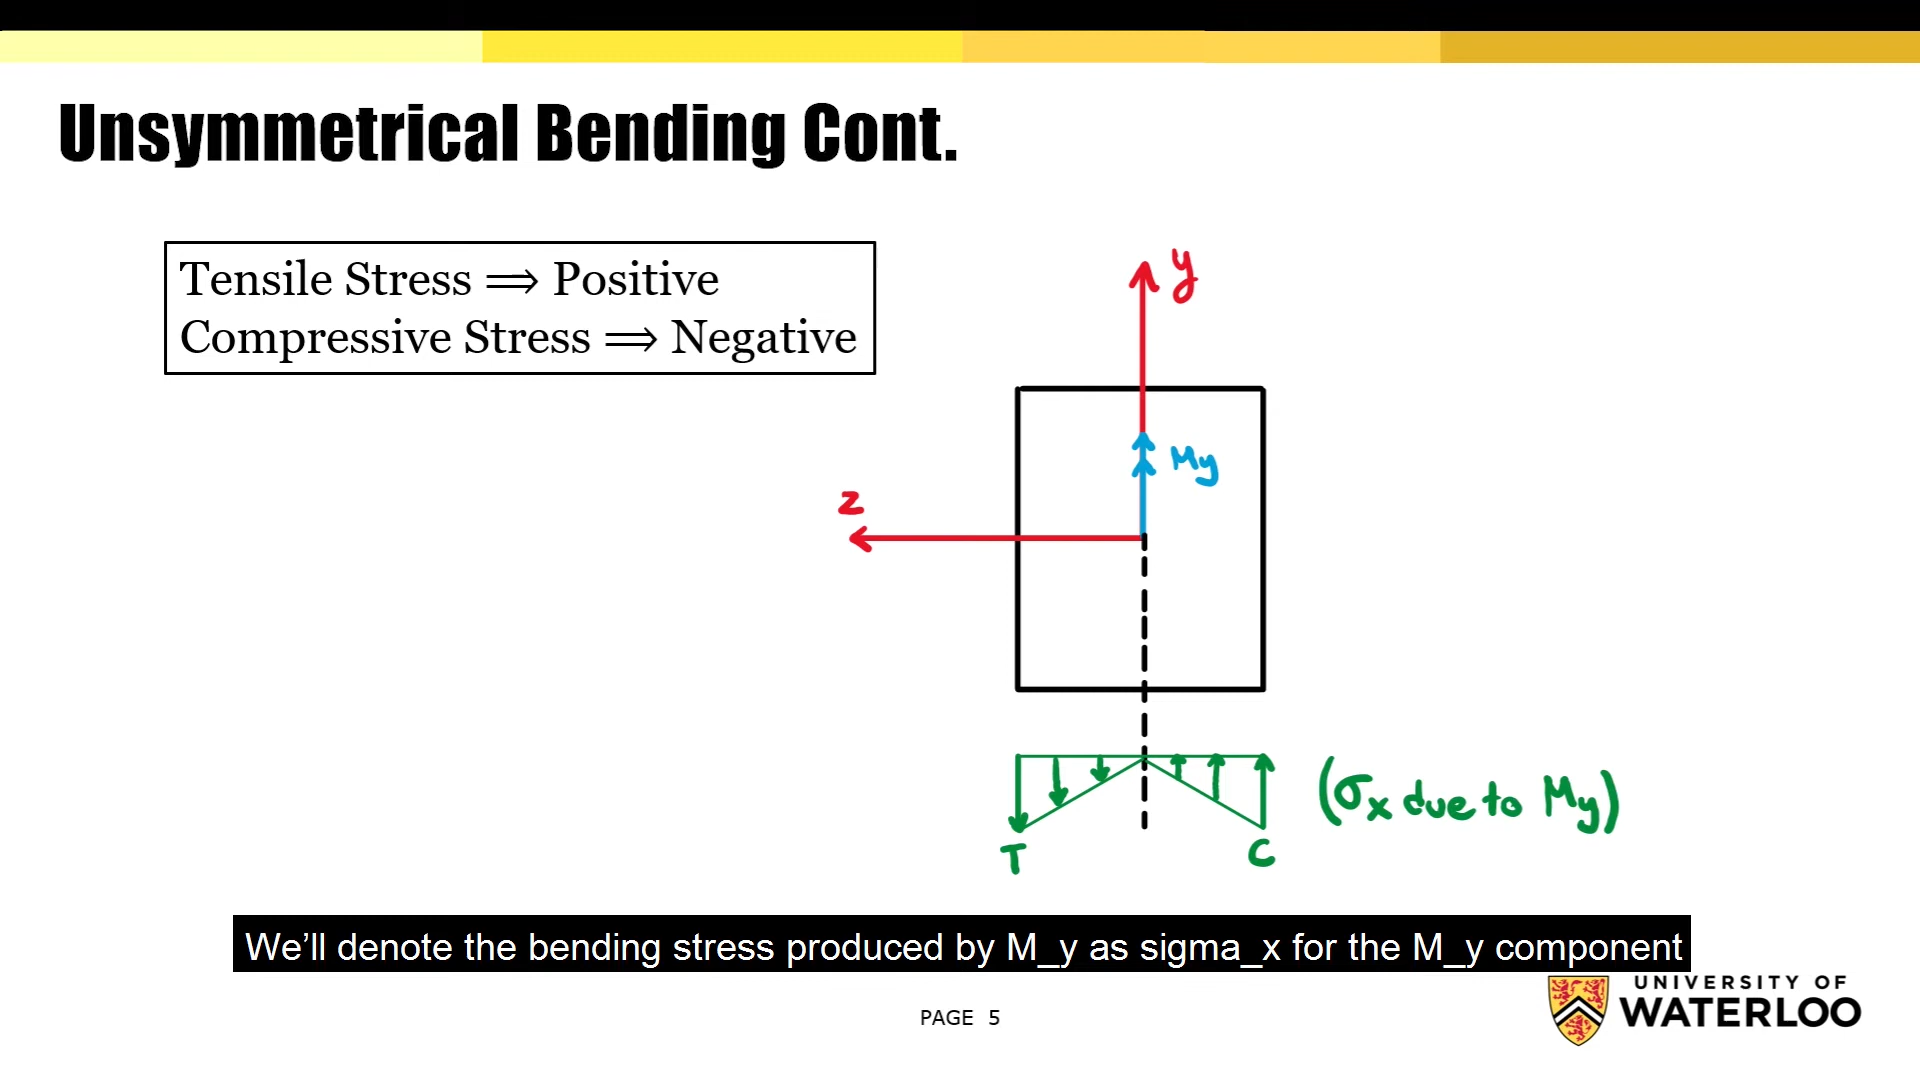 Unsymmetrical Bending Cont.
Tensile Stress ⟹ Positive
Compressive Stress ⟹ Negative
y
My
z
(σx due to My)
T
C
We’ll denote the bending stress produced by M_y as sigma_x for the M_y component
UNIVERSITY OF
WATERLOO
PAGE 5